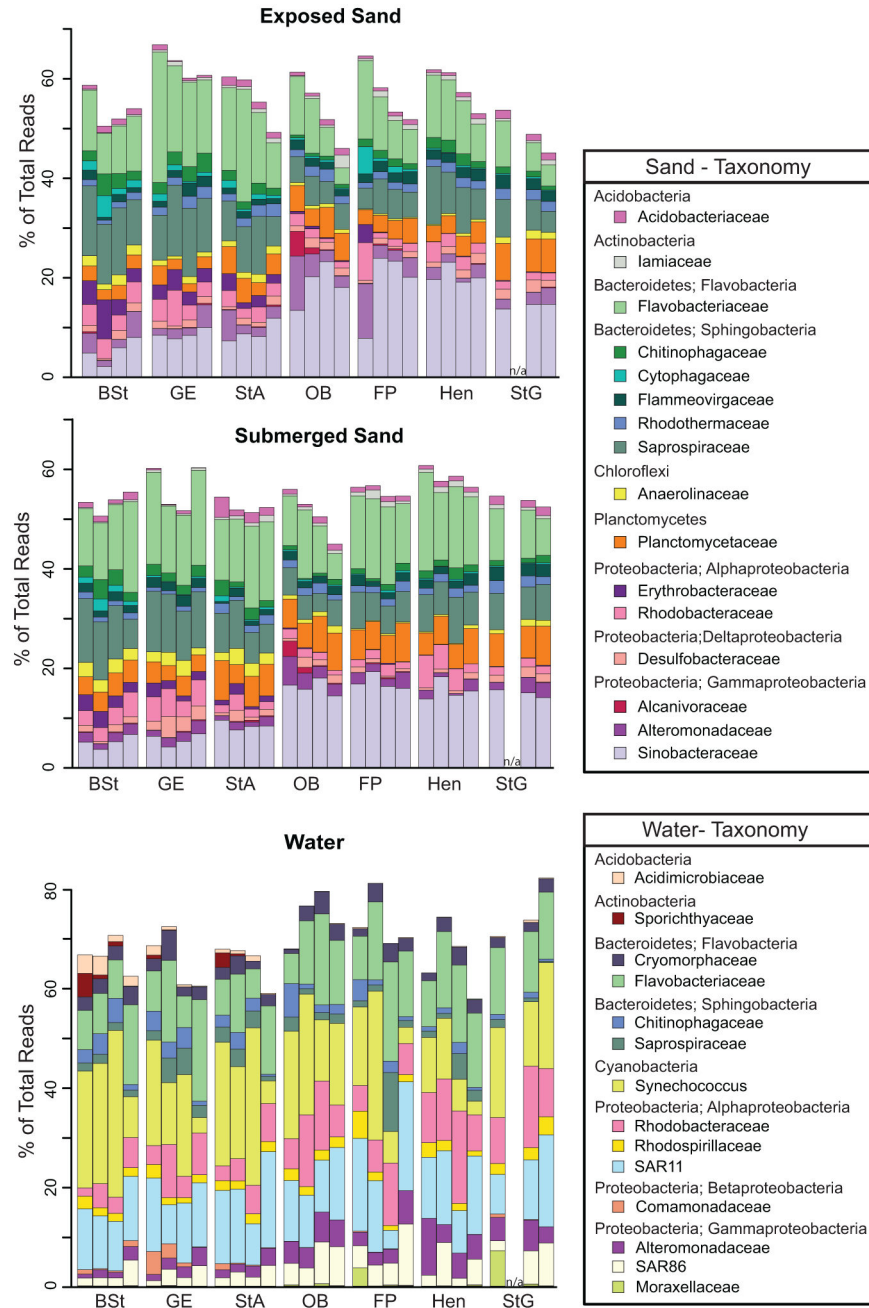 Exposed Sand
% of Total Reads
60
40
20
0
BSt GE StA OB FP Hen StG
n/a
Submerged Sand
% of Total Reads
60
40
20
0
BSt GE StA OB FP Hen StG
n/a
Sand - Taxonomy
Acidobacteria
Acidobacteriaceae
Actinobacteria
Iamiaceae
Bacteroidetes; Flavobacteria
Flavobacteriaceae
Bacteroidetes; Sphingobacteria
Chitinophagaceae
Cytophagaceae
Flammeovirgaceae
Rhodothermaceae
Saprospiraceae
Chloroflexi
Anaerolinaceae
Planctomycetes
Planctomycetaceae
Proteobacteria; Alphaproteobacteria
Erythrobacteraceae
Rhodobacteraceae
Proteobacteria;Deltaproteobacteria
Desulfobacteraceae
Proteobacteria; Gammaproteobacteria
Alcanivoraceae
Alteromonadaceae
Sinobacteraceae
Water
% of Total Reads
80
60
40
20
0
BSt GE StA OB FP Hen StG
n/a
Water- Taxonomy
Acidobacteria
Acidimicrobiaceae
Actinobacteria
Sporichthyaceae
Bacteroidetes; Flavobacteria
Cryomorphaceae
Flavobacteriaceae
Bacteroidetes; Sphingobacteria
Chitinophagaceae
Saprospiraceae
Cyanobacteria
Synechococcus
Proteobacteria; Alphaproteobacteria
Rhodobacteraceae
Rhodospirillaceae
SAR11
Proteobacteria; Betaproteobacteria
Comamonadaceae
Proteobacteria; Gammaproteobacteria
Alteromonadaceae
SAR86
Moraxellaceae